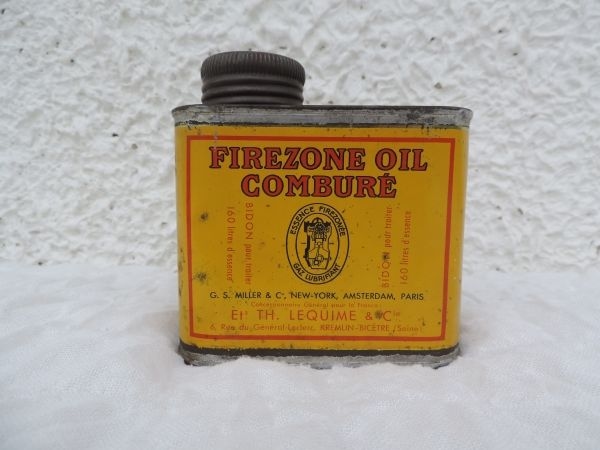 FIREZONE OIL
COMBURÉ
BIDON pour traiter
160 litres d'essence
ESSENCE FIREZONÉE
GAZ LUBRIFIANT
BIDON pour traiter
160 litres d'essence
G. S. MILLER & Cº, NEW-YORK, AMSTERDAM, PARIS
Concessionnaire Général pour la France :
Ets TH. LEQUIME & Cie
6, Rue du Général-Leclerc, KREMLIN-BICÊTRE (Seine)